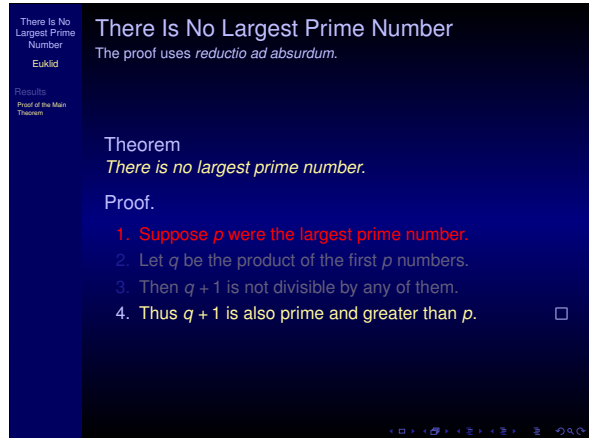 There Is No
Largest Prime
Number
Euklid
Results
Proof of the Main
Theorem
There Is No Largest Prime Number
The proof uses reductio ad absurdum.
Theorem
There is no largest prime number.
Proof.
1. Suppose p were the largest prime number.
2. Let q be the product of the first p numbers.
3. Then q + 1 is not divisible by any of them.
4. Thus q + 1 is also prime and greater than p. □